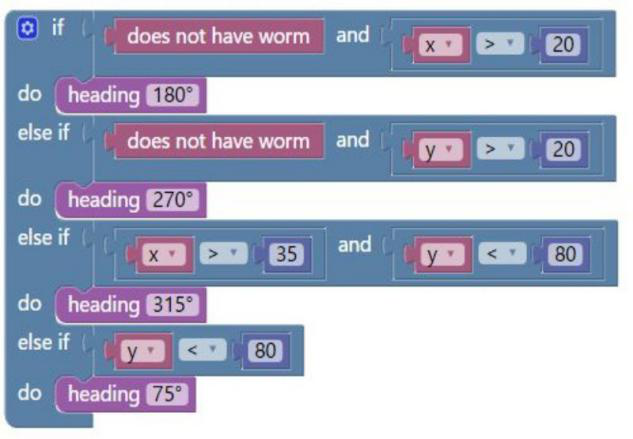 if does not have worm and x > 20
do heading 180°
else if does not have worm and y > 20
do heading 270°
else if x > 35 and y < 80
do heading 315°
else if y < 80
do heading 75°